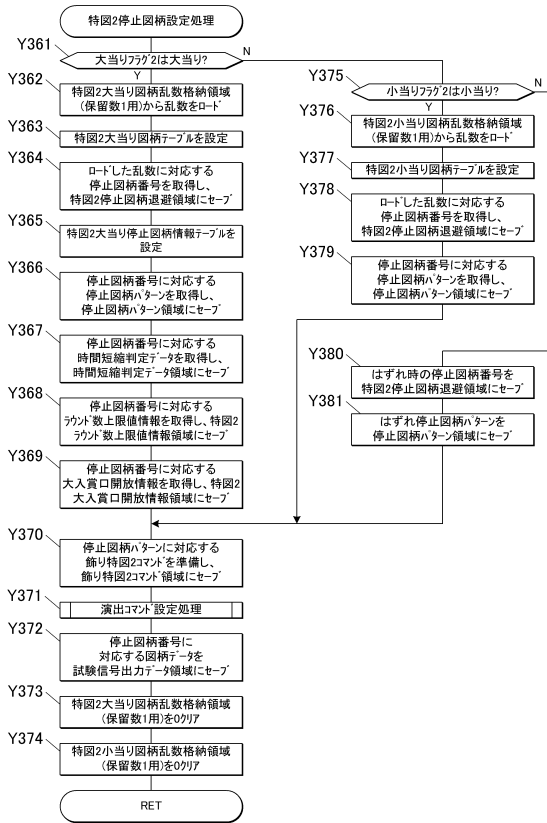 特図2停止図柄設定処理
Y361
大当りフラグ2は大当り?
N
Y
Y362
特図2大当り図柄乱数格納領域
(保留数1用)から乱数をロード
Y363
特図2大当り図柄テーブルを設定
Y364
ロードした乱数に対応する
停止図柄番号を取得し、
特図2停止図柄退避領域にセーブ
Y365
特図2大当り停止図柄情報テーブルを
設定
Y366
停止図柄番号に対応する
停止図柄パターンを取得し、
停止図柄パターン領域にセーブ
Y367
停止図柄番号に対応する
時間短縮判定データを取得し、
時間短縮判定データ領域にセーブ
Y368
停止図柄番号に対応する
ラウンド数上限値情報を取得し、特図2
ラウンド数上限値情報領域にセーブ
Y369
停止図柄番号に対応する
大入賞口開放情報を取得し、特図2
大入賞口開放情報領域にセーブ
Y375
小当りフラグ2は小当り?
N
Y
Y376
特図2小当り図柄乱数格納領域
(保留数1用)から乱数をロード
Y377
特図2小当り図柄テーブルを設定
Y378
ロードした乱数に対応する
停止図柄番号を取得し、
特図2停止図柄退避領域にセーブ
Y379
停止図柄番号に対応する
停止図柄パターンを取得し、
停止図柄パターン領域にセーブ
Y380
はずれ時の停止図柄番号を
特図2停止図柄退避領域にセーブ
Y381
はずれ停止図柄パターンを
停止図柄パターン領域にセーブ
Y370
停止図柄パターンに対応する
飾り特図2コマンドを準備し、
飾り特図2コマンド領域にセーブ
Y371
演出コマンド設定処理
Y372
停止図柄番号に
対応する図柄データを
試験信号出力データ領域にセーブ
Y373
特図2大当り図柄乱数格納領域
(保留数1用)を0クリア
Y374
特図2小当り図柄乱数格納領域
(保留数1用)を0クリア
RET